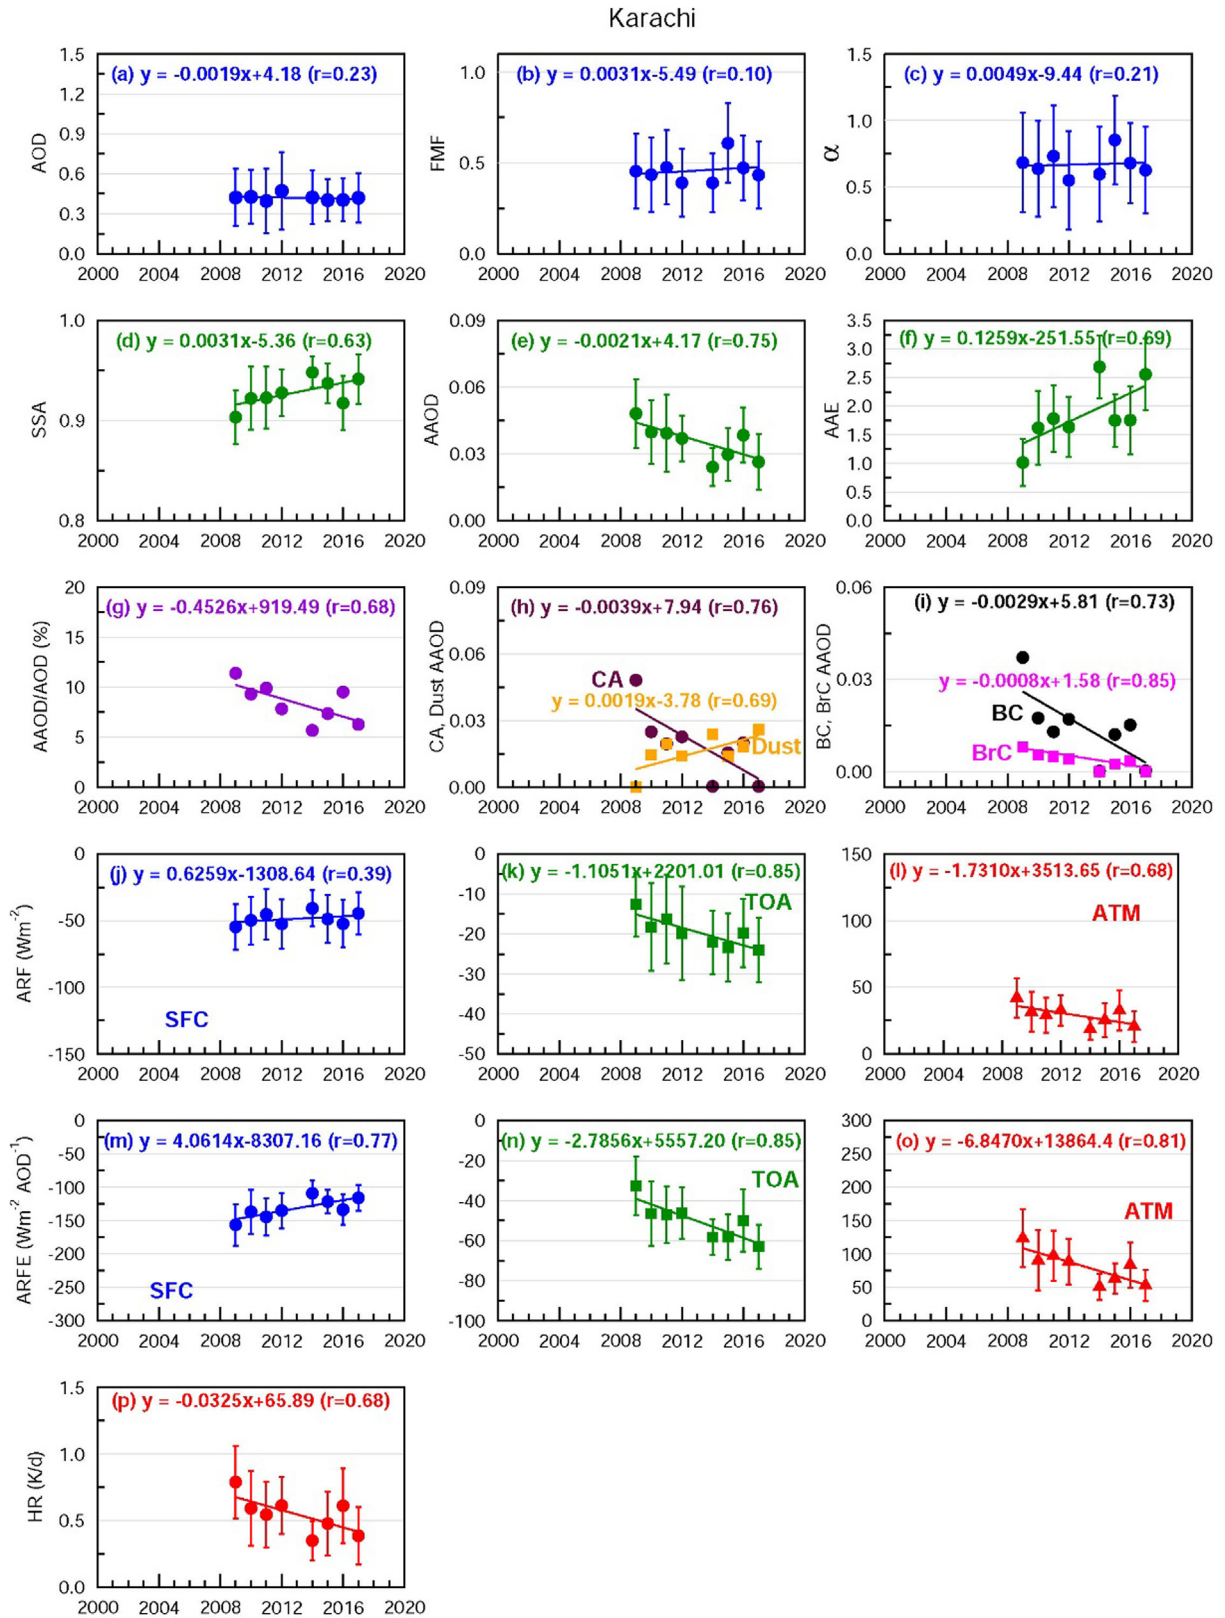 Karachi
AOD
(a) y = -0.0019x+4.18 (r=0.23)
1.5
1.2
0.9
0.6
0.3
0.0
2000 2004 2008 2012 2016 2020
FMF
(b) y = 0.0031x-5.49 (r=0.10)
1.0
0.5
0.0
2000 2004 2008 2012 2016 2020
α
(c) y = 0.0049x-9.44 (r=0.21)
1.5
1.0
0.5
0.0
2000 2004 2008 2012 2016 2020
SSA
(d) y = 0.0031x-5.36 (r=0.63)
1.0
0.9
0.8
2000 2004 2008 2012 2016 2020
AAOD
(e) y = -0.0021x+4.17 (r=0.75)
0.09
0.06
0.03
0.00
2000 2004 2008 2012 2016 2020
AAE
(f) y = 0.1259x-251.55 (r=0.69)
3.5
3.0
2.5
2.0
1.5
1.0
0.5
0.0
2000 2004 2008 2012 2016 2020
AAOD/AOD (%)
(g) y = -0.4526x+919.49 (r=0.68)
20
15
10
5
0
2000 2004 2008 2012 2016 2020
CA, Dust AAOD
(h) y = -0.0039x+7.94 (r=0.76)
CA
y = 0.0019x-3.78 (r=0.69)
Dust
0.09
0.06
0.03
0.00
2000 2004 2008 2012 2016 2020
BC, BrC AAOD
(i) y = -0.0029x+5.81 (r=0.73)
y = -0.0008x+1.58 (r=0.85)
BC
BrC
0.06
0.03
0.00
2000 2004 2008 2012 2016 2020
ARF (Wm-2)
(j) y = 0.6259x-1308.64 (r=0.39)
SFC
0
-50
-100
-150
2000 2004 2008 2012 2016 2020
(k) y = -1.1051x+2201.01 (r=0.85)
TOA
0
-10
-20
-30
-40
-50
2000 2004 2008 2012 2016 2020
(l) y = -1.7310x+3513.65 (r=0.68)
ATM
150
100
50
0
2000 2004 2008 2012 2016 2020
ARFE (Wm-2 AOD-1)
(m) y = 4.0614x-8307.16 (r=0.77)
SFC
0
-50
-100
-150
-200
-250
-300
2000 2004 2008 2012 2016 2020
(n) y = -2.7856x+5557.20 (r=0.85)
TOA
0
-20
-40
-60
-80
-100
2000 2004 2008 2012 2016 2020
(o) y = -6.8470x+13864.4 (r=0.81)
ATM
300
250
200
150
100
50
0
2000 2004 2008 2012 2016 2020
HR (K/d)
(p) y = -0.0325x+65.89 (r=0.68)
1.5
1.0
0.5
0.0
2000 2004 2008 2012 2016 2020